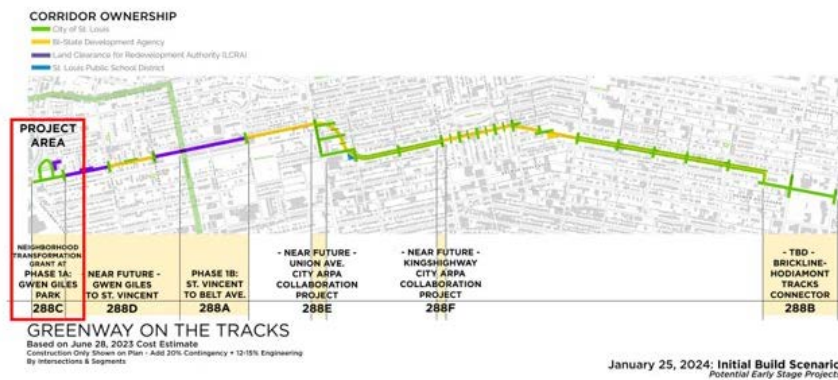 CORRIDOR OWNERSHIP
City of St. Louis
Bi-State Development Agency
Land Clearance for Redevelopment Authority (LCRA)
St. Louis Public School District
PROJECT
AREA
NEIGHBORHOOD
TRANSFORMATION
GRANT AT
PHASE 1A:
GWEN GILES
PARK
288C
NEAR FUTURE -
GWEN GILES
TO ST. VINCENT
288D
PHASE 1B:
ST. VINCENT
TO BELT AVE.
288A
- NEAR FUTURE -
UNION AVE.
CITY ARPA
COLLABORATION
PROJECT
288E
- NEAR FUTURE -
KINGSHIGHWAY
CITY ARPA
COLLABORATION
PROJECT
288F
- TBD -
BRICKLINE-
HODIAMONT
TRACKS
CONNECTOR
288B
GREENWAY ON THE TRACKS
Based on June 28, 2023 Cost Estimate
Construction Only Shown on Plan - Add 20% Contingency + 12-15% Engineering
By Intersections & Segments
January 25, 2024: Initial Build Scenario
Potential Early Stage Projects